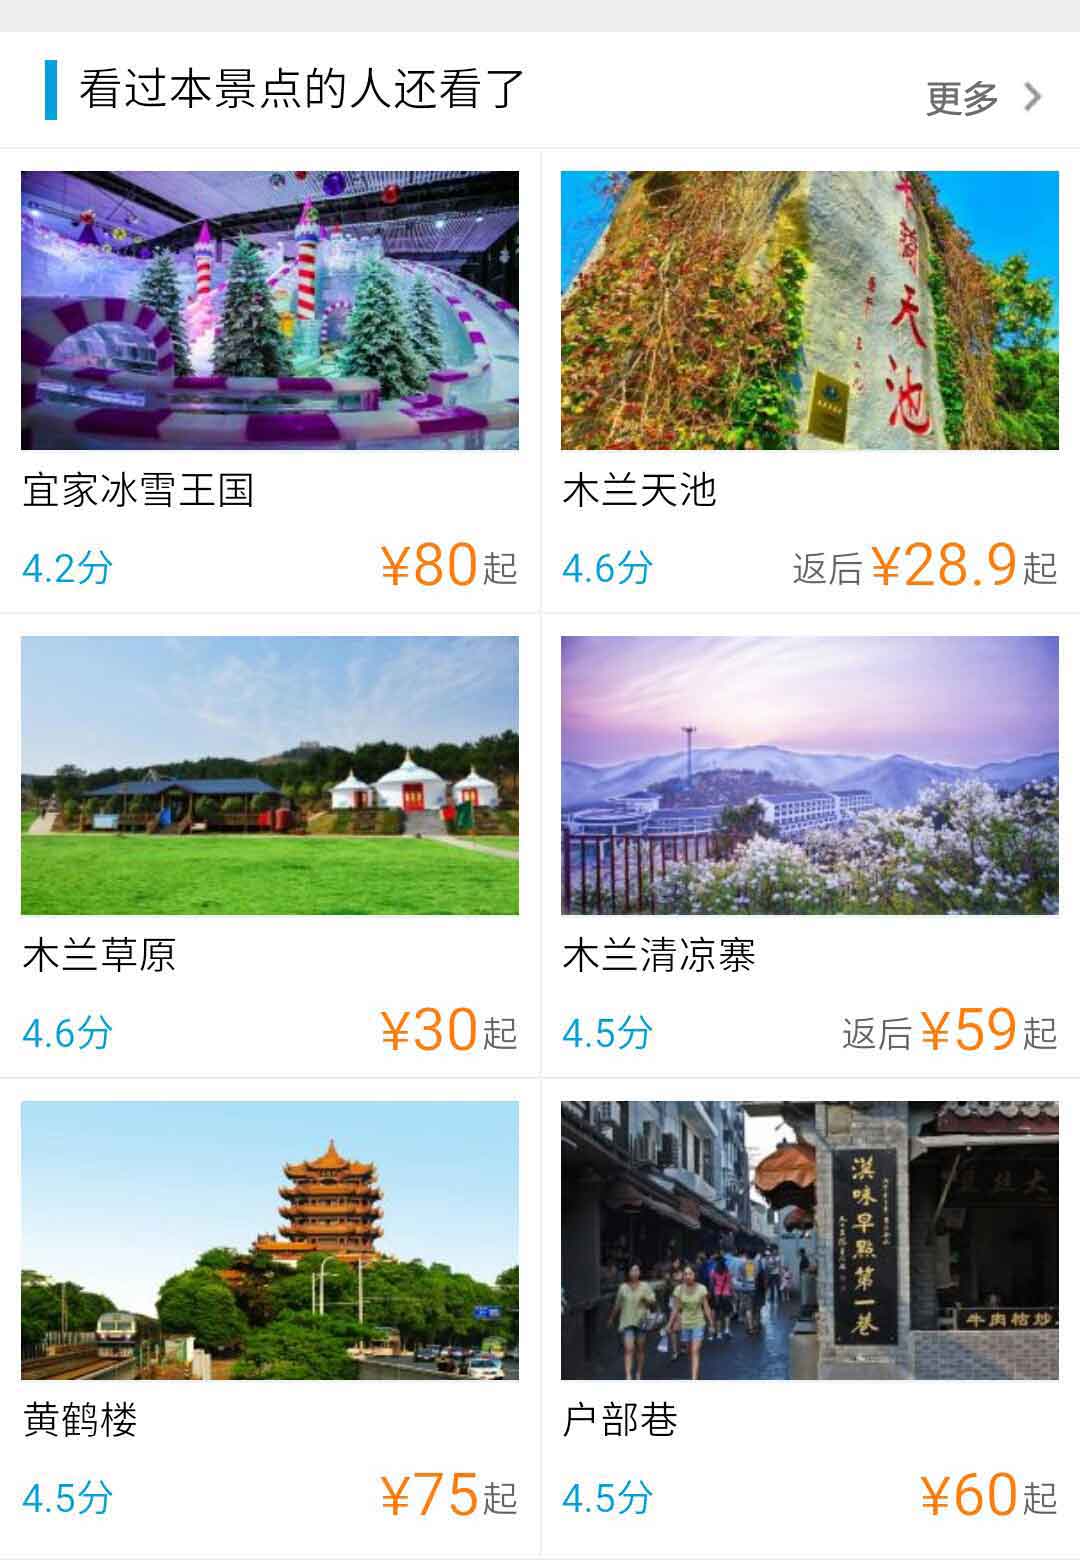 看过本景点的人还看了
更多
天池
宜家冰雪王国
木兰天池
4.2分
¥80起
4.6分
返后¥28.9起
木兰草原
木兰清凉寨
4.6分
¥30起
4.5分
返后¥59起
漢味早點第一巷
牛肉枯炒
黄鹤楼
户部巷
4.5分
¥75起
4.5分
¥60起